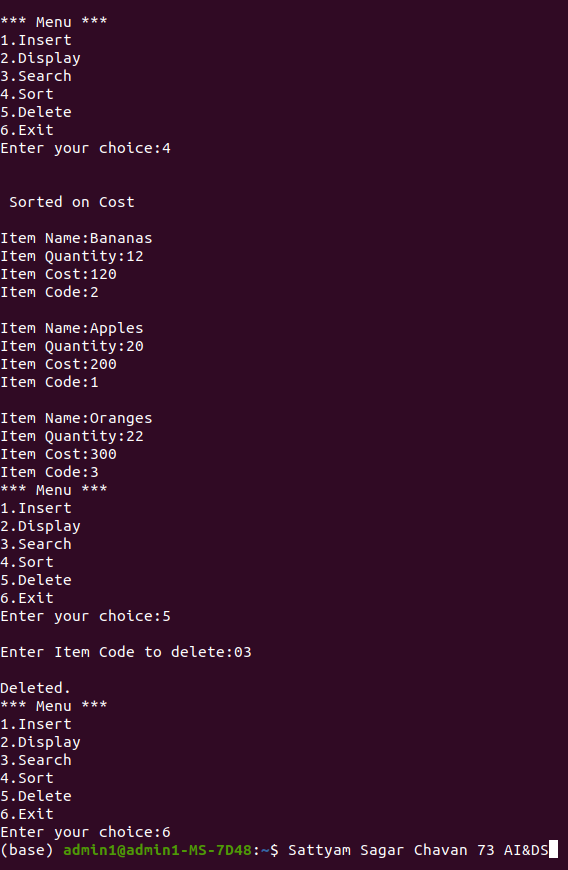 *** Menu ***
1.Insert
2.Display
3.Search
4.Sort
5.Delete
6.Exit
Enter your choice:4
Sorted on Cost
Item Name:Bananas
Item Quantity:12
Item Cost:120
Item Code:2
Item Name:Apples
Item Quantity:20
Item Cost:200
Item Code:1
Item Name:Oranges
Item Quantity:22
Item Cost:300
Item Code:3
*** Menu ***
1.Insert
2.Display
3.Search
4.Sort
5.Delete
6.Exit
Enter your choice:5
Enter Item Code to delete:03
Deleted.
*** Menu ***
1.Insert
2.Display
3.Search
4.Sort
5.Delete
6.Exit
Enter your choice:6
(base) admin1@admin1-MS-7D48:~$ Sattyam Sagar Chavan 73 AI&DS